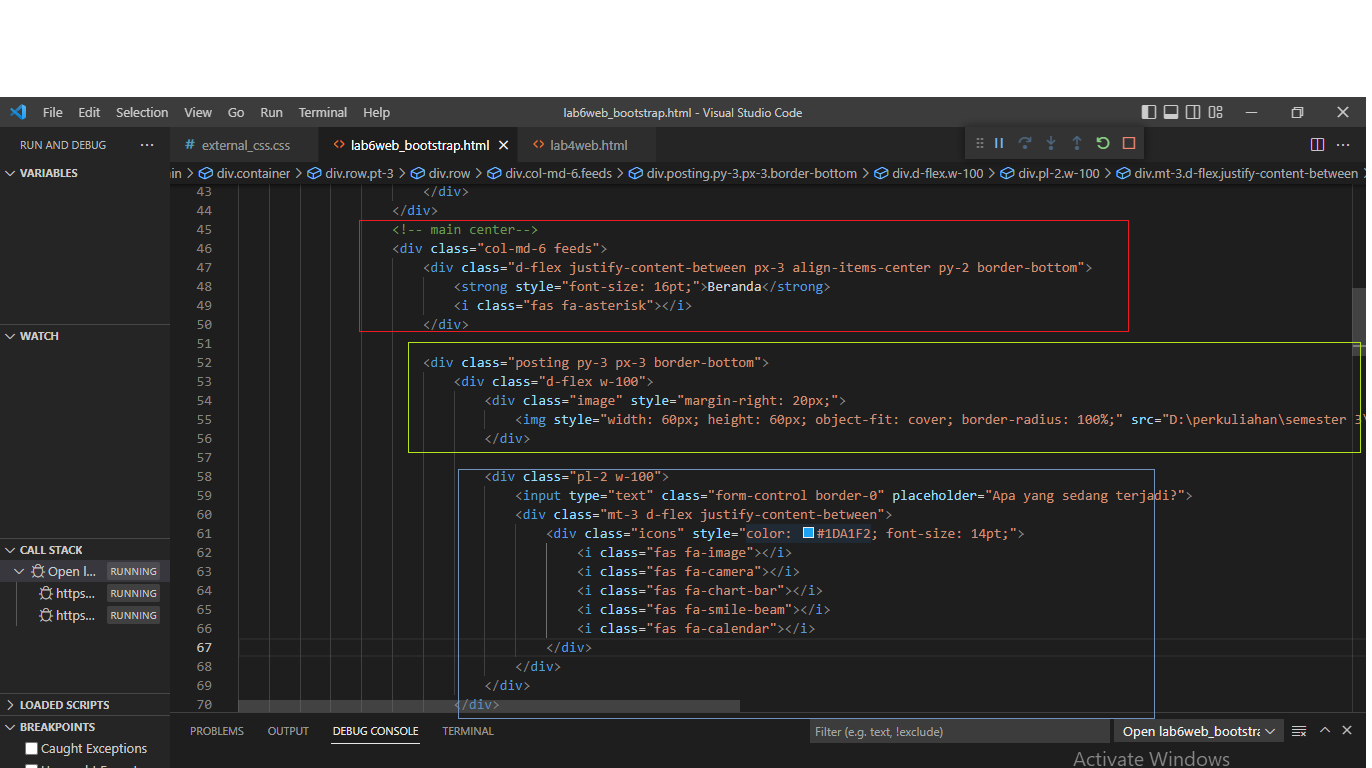 File Edit Selection View Go Run Terminal Help lab6web_bootstrap.html - Visual Studio Code
RUN AND DEBUG ··· # external_css.css <> lab6web_bootstrap.html <> lab4web.html
VARIABLES
in > div.container > div.row.pt-3 > div.row > div.col-md-6.feeds > div.posting.py-3.px-3.border-bottom > div.d-flex.w-100 > div.pl-2.w-100 > div.mt-3.d-flex.justify-content-between
43 </div>
44 </div>
45 <!-- main center-->
46 <div class="col-md-6 feeds">
47 <div class="d-flex justify-content-between px-3 align-items-center py-2 border-bottom">
48 <strong style="font-size: 16pt;">Beranda</strong>
49 <i class="fas fa-asterisk"></i>
50 </div>
51
WATCH
52 <div class="posting py-3 px-3 border-bottom">
53 <div class="d-flex w-100">
54 <div class="image" style="margin-right: 20px;">
55 <img style="width: 60px; height: 60px; object-fit: cover; border-radius: 100%;" src="D:\perkuliahan\semester 3\
56 </div>
57
58 <div class="pl-2 w-100">
59 <input type="text" class="form-control border-0" placeholder="Apa yang sedang terjadi?">
60 <div class="mt-3 d-flex justify-content-between">
61 <div class="icons" style="color: #1DA1F2; font-size: 14pt;">
62 <i class="fas fa-image"></i>
63 <i class="fas fa-camera"></i>
64 <i class="fas fa-chart-bar"></i>
65 <i class="fas fa-smile-beam"></i>
66 <i class="fas fa-calendar"></i>
67 </div>
68 </div>
69 </div>
70 </div>
CALL STACK
Open l... RUNNING
https... RUNNING
https... RUNNING
LOADED SCRIPTS
BREAKPOINTS
Caught Exceptions
PROBLEMS OUTPUT DEBUG CONSOLE TERMINAL Filter (e.g. text, !exclude) Open lab6web_bootstra
Activate Windows